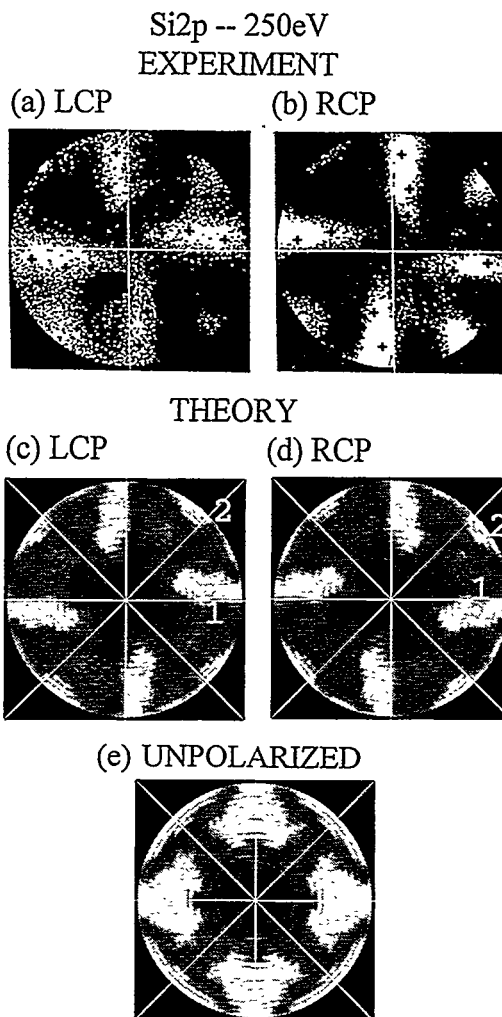 Si2p -- 250eV
EXPERIMENT
(a) LCP
(b) RCP
THEORY
(c) LCP
(d) RCP
2
1
2
1
(e) UNPOLARIZED